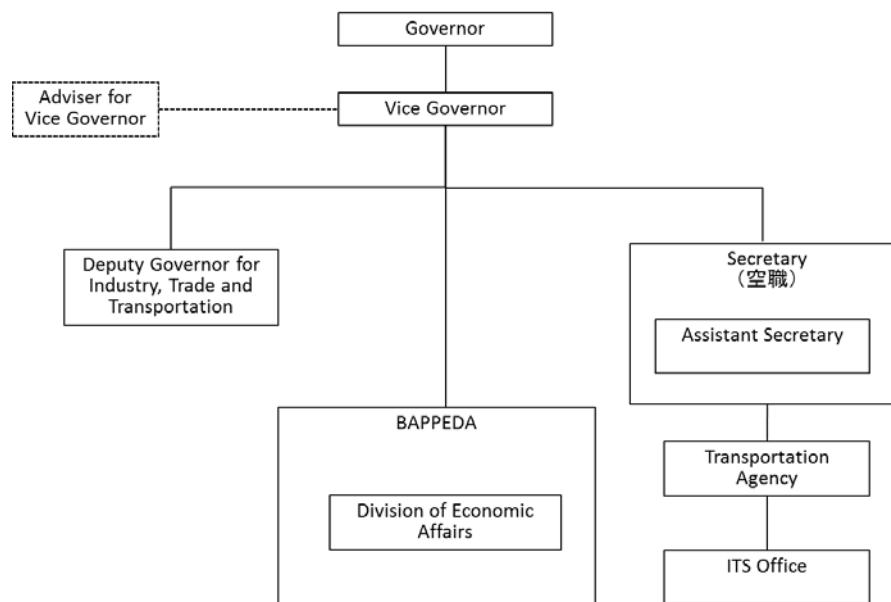 Governor
Adviser for
Vice Governor
Vice Governor
Deputy Governor for
Industry, Trade and
Transportation
Secretary
（空職）
Assistant Secretary
BAPPEDA
Division of Economic
Affairs
Transportation
Agency
ITS Office